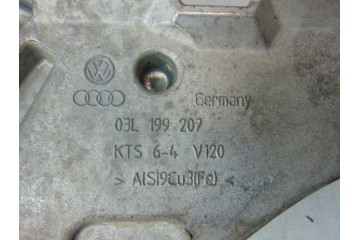 Germany
03L 199 207
KTS 6-4 V120
> AlSi9Cu3(Fe) <